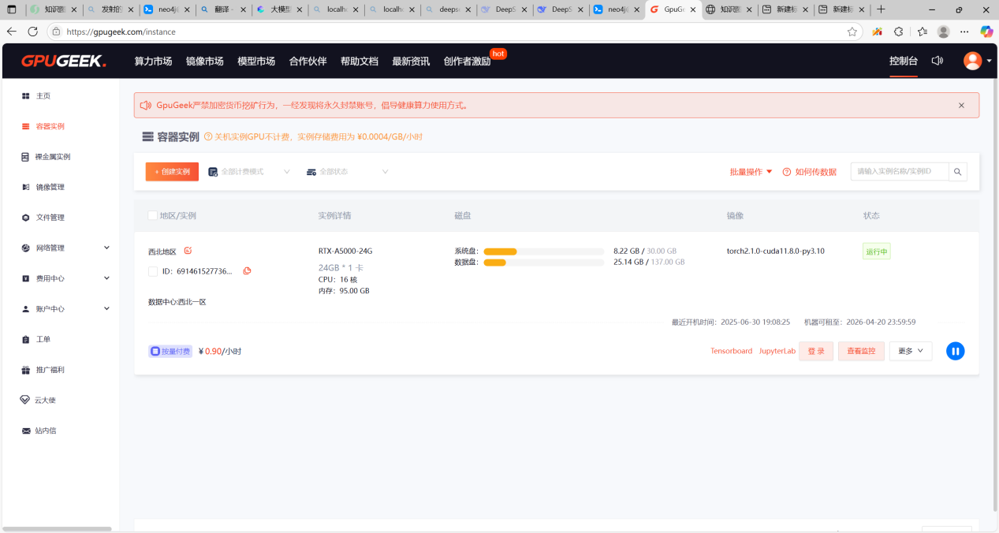 知识图
发射的
neo4j@
翻译 -
大模型
localho
localho
deepse
DeepS
DeepS
neo4j@
GpuGe
知识图
新建标
新建标
https://gpugeek.com/instance
GPUGEEK.
算力市场 镜像市场 模型市场 合作伙伴 帮助文档 最新资讯 创作者激励 hot 控制台
主页
容器实例
裸金属实例
镜像管理
文件管理
网络管理
费用中心
账户中心
工单
推广福利
云大使
站内信
GpuGeek严禁加密货币挖矿行为，一经发现将永久封禁账号，倡导健康算力使用方式。
容器实例 关机实例GPU不计费，实例存储费用为 ¥0.0004/GB/小时
+ 创建实例 全部计费模式 全部状态 批量操作 如何传数据 请输入实例名称/实例ID
地区/实例 实例详情 磁盘 镜像 状态
西北地区
ID: 691461527736...
数据中心:西北一区
RTX-A5000-24G
24GB * 1 卡
CPU: 16 核
内存: 95.00 GB
系统盘: 8.22 GB / 30.00 GB
数据盘: 25.14 GB / 137.00 GB
torch2.1.0-cuda11.8.0-py3.10
运行中
最近开机时间: 2025-06-30 19:08:25 机器可租至: 2026-04-20 23:59:59
按量付费 ¥ 0.90/小时 Tensorboard JupyterLab 登 录 查看监控 更多